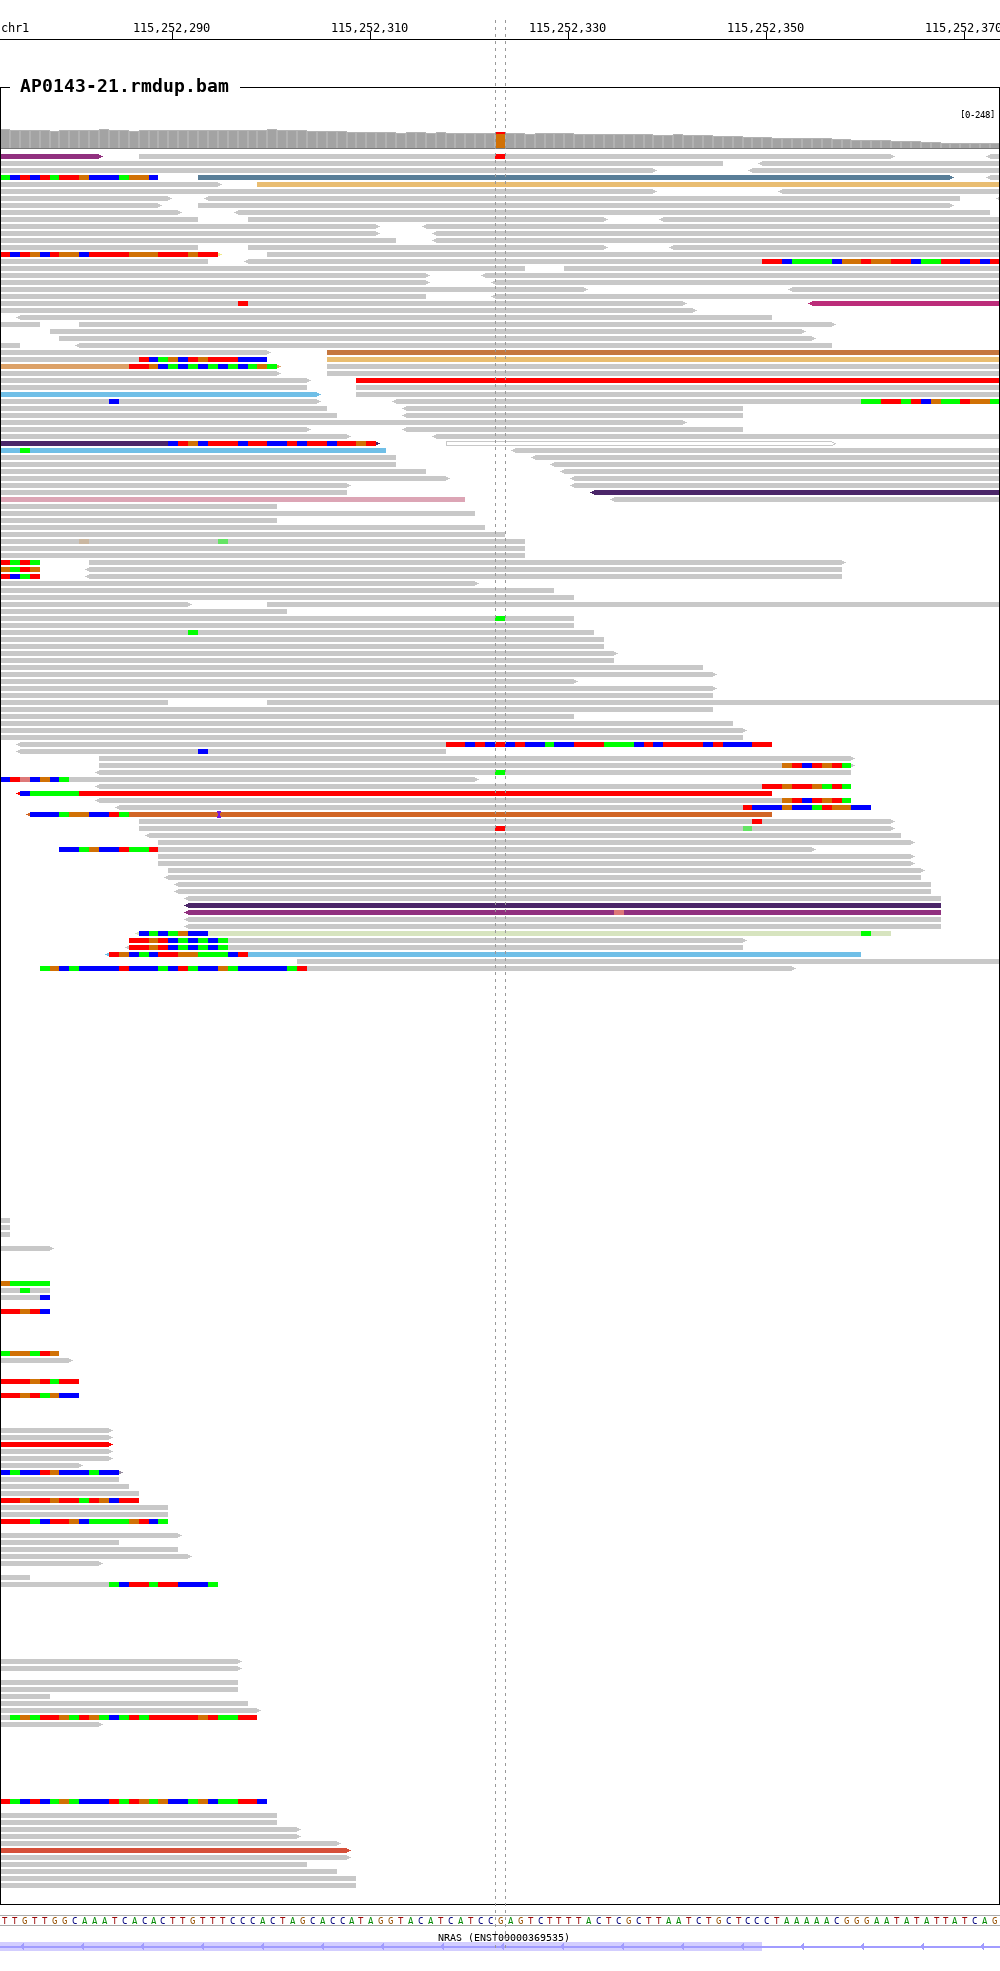 chr1
115,252,290 115,252,310 115,252,330 115,252,350 115,252,370
AP0143-21.rmdup.bam
[0-248]
TTGTTGGCAAATCACACTTGTTTCCCACTAGCACCATAGGTACATCATCCGAGTCTTTTACTCGCTTAATCTGCTCCCTAAAAACGGGAATATATTATCAG
NRAS (ENST00000369535)